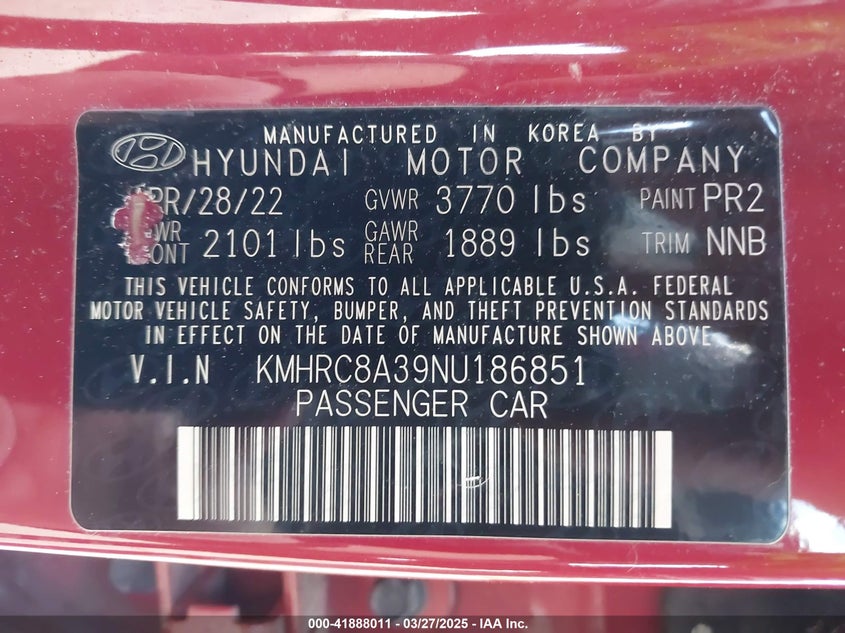 MANUFACTURED IN KOREA BY
HYUNDAI MOTOR COMPANY
PR/28/22 GVWR 3770 lbs PAINT PR2
2101 lbs GAWR REAR 1889 lbs TRIM NNB
THIS VEHICLE CONFORMS TO ALL APPLICABLE U.S.A. FEDERAL
MOTOR VEHICLE SAFETY, BUMPER, AND THEFT PREVENTION STANDARDS
IN EFFECT ON THE DATE OF MANUFACTURE SHOWN ABOVE
V.I.N KMHRC8A39NU186851
PASSENGER CAR
000-41888011 - 03/27/2025 - IAA Inc.